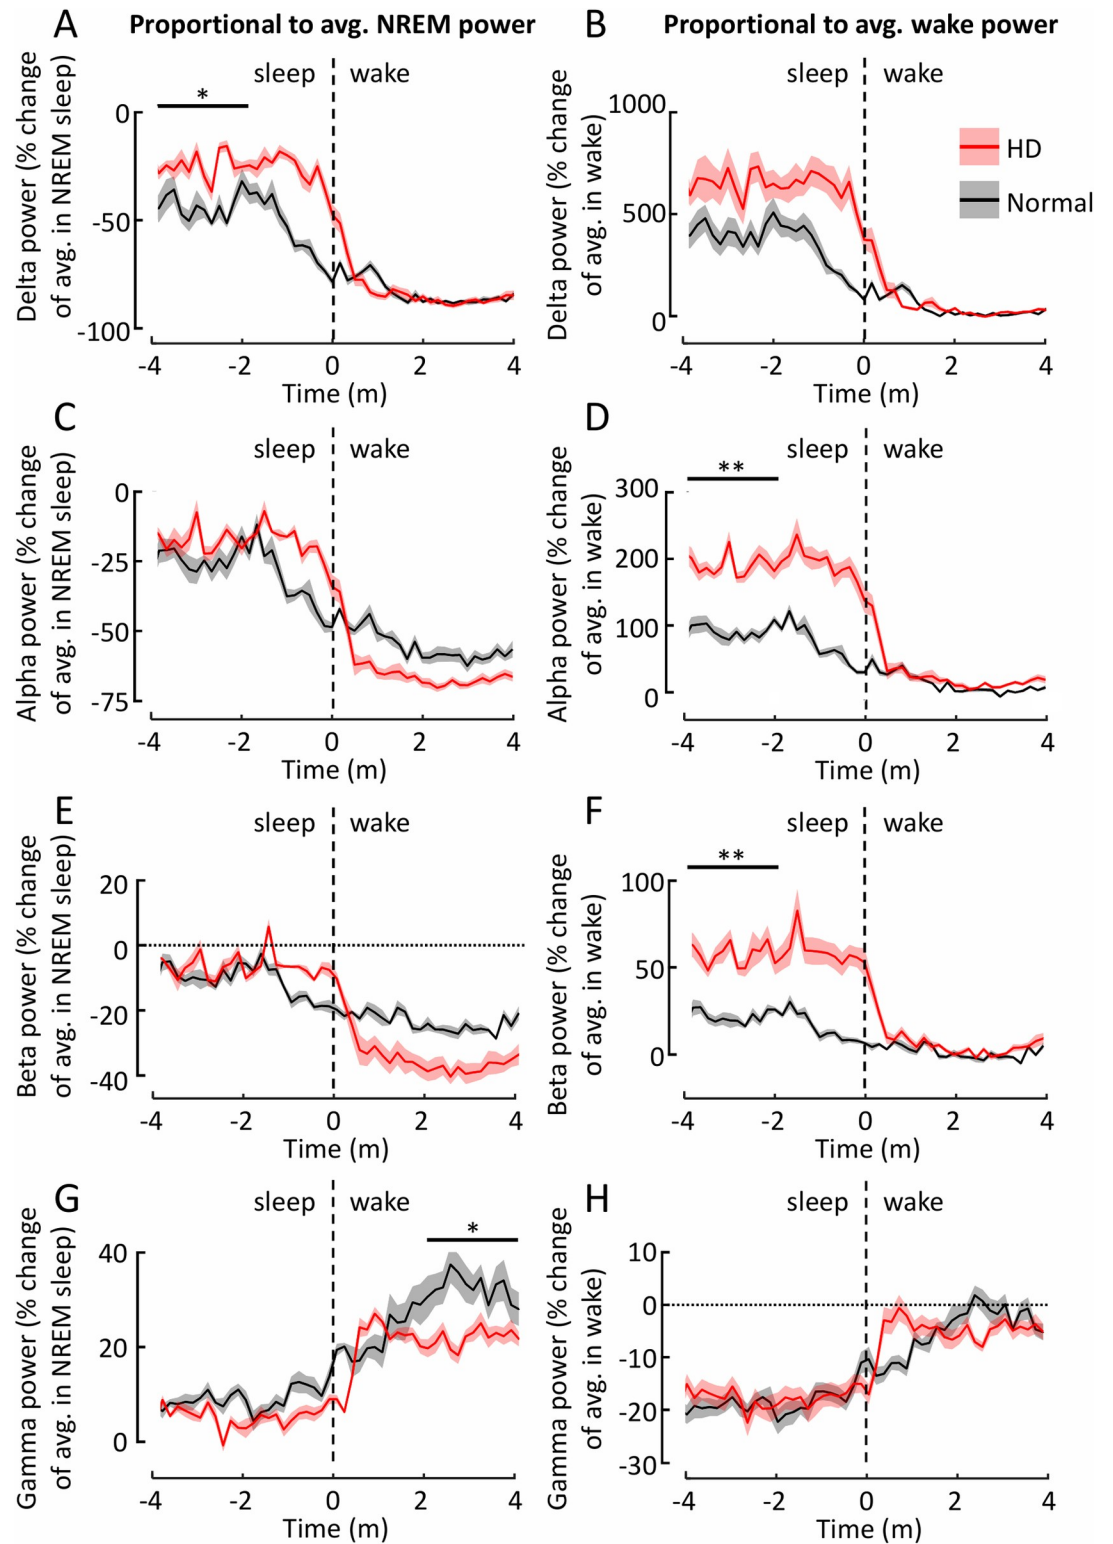 A Proportional to avg. NREM power
B Proportional to avg. wake power
sleep wake
*
Delta power (% change
of avg. in NREM sleep)
0
-50
-100
-4 -2 0 2 4
Time (m)
sleep wake
Delta power (% change
of avg. in wake)
1000
500
0
-4 -2 0 2 4
Time (m)
HD
Normal
C
sleep wake
Alpha power (% change
of avg. in NREM sleep)
0
-25
-50
-75
-4 -2 0 2 4
Time (m)
D
sleep wake
**
Alpha power (% change
of avg. in wake)
300
200
100
0
-4 -2 0 2 4
Time (m)
E
sleep wake
Beta power (% change
of avg. in NREM sleep)
20
0
-20
-40
-4 -2 0 2 4
Time (m)
F
sleep wake
**
Beta power (% change
of avg. in wake)
100
50
0
-4 -2 0 2 4
Time (m)
G
sleep wake
*
Gamma power (% change
of avg. in NREM sleep)
40
20
0
-4 -2 0 2 4
Time (m)
H
sleep wake
Gamma power (% change
of avg. in wake)
10
0
-10
-20
-30
-4 -2 0 2 4
Time (m)